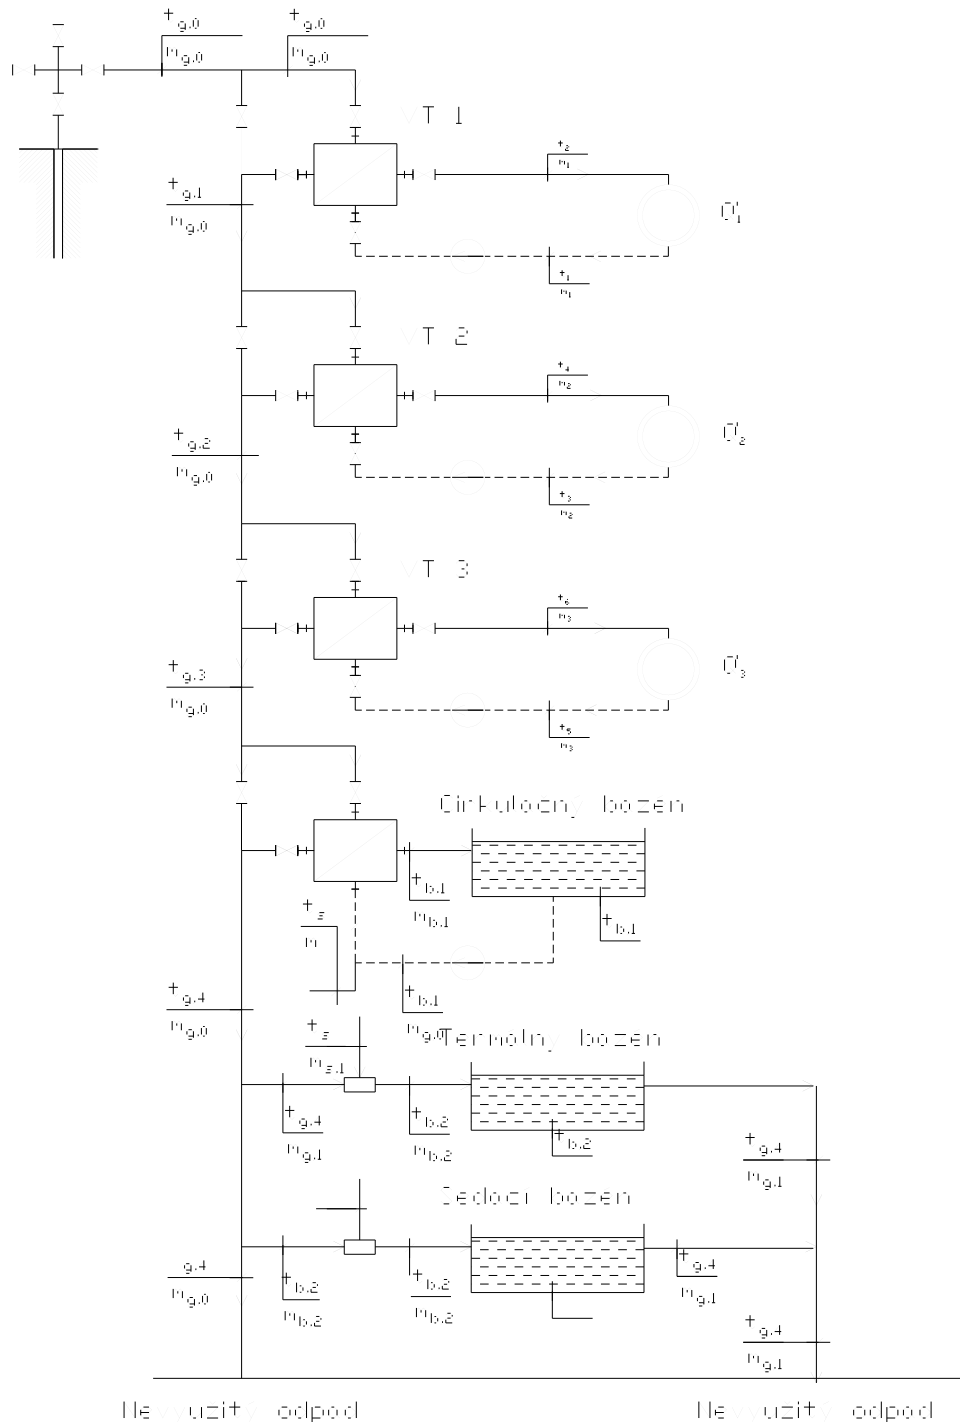 t g.0
m g.0
t g.0
m g.0
VT 1
t 2
m 1
t g.1
m g.0
Q 1
t 1
m 1
VT 2
t 4
m 2
t g.2
m g.0
Q 2
t 3
m 2
VT 3
t 6
m 3
t g.3
m g.0
Q 3
t 5
m 3
Cirkulacny bazen
t b.1
m b.1
t s
m
t b.1
t g.4
m g.0
t b.1
m g.0
Termalny bazen
t s
m s.1
t g.4
m g.1
t b.2
m b.2
t b.2
t g.4
m g.1
Sedaci bazen
g.4
m g.0
t b.2
m b.2
t b.2
m b.2
t g.4
m g.1
t g.4
m g.1
Nevyuzity odpad
Nevyuzity odpad